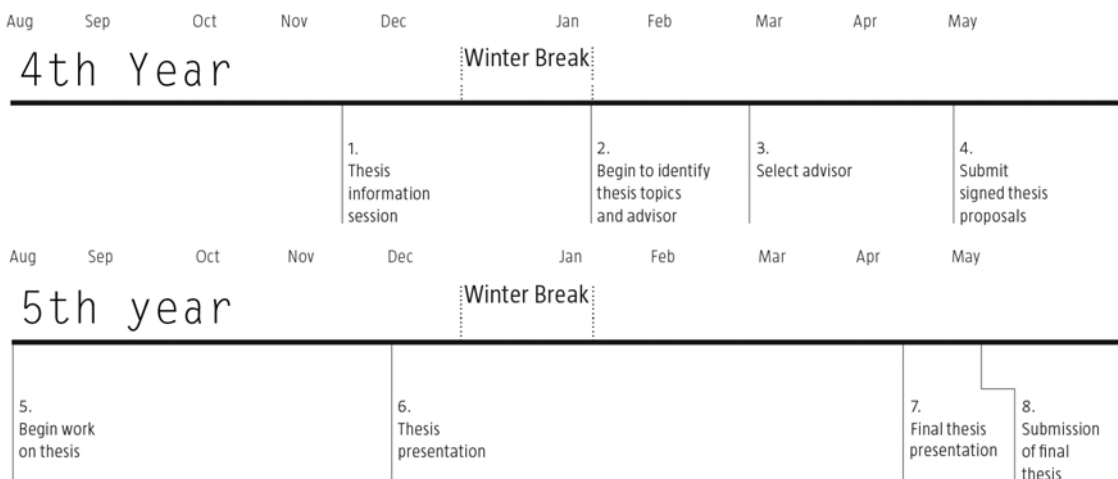 Aug Sep Oct Nov Dec Jan Feb Mar Apr May
4th Year
Winter Break
1.
Thesis
information
session
2.
Begin to identify
thesis topics
and advisor
3.
Select advisor
4.
Submit
signed thesis
proposals
Aug Sep Oct Nov Dec Jan Feb Mar Apr May
5th year
Winter Break
5.
Begin work
on thesis
6.
Thesis
presentation
7.
Final thesis
presentation
8.
Submission
of final
thesis